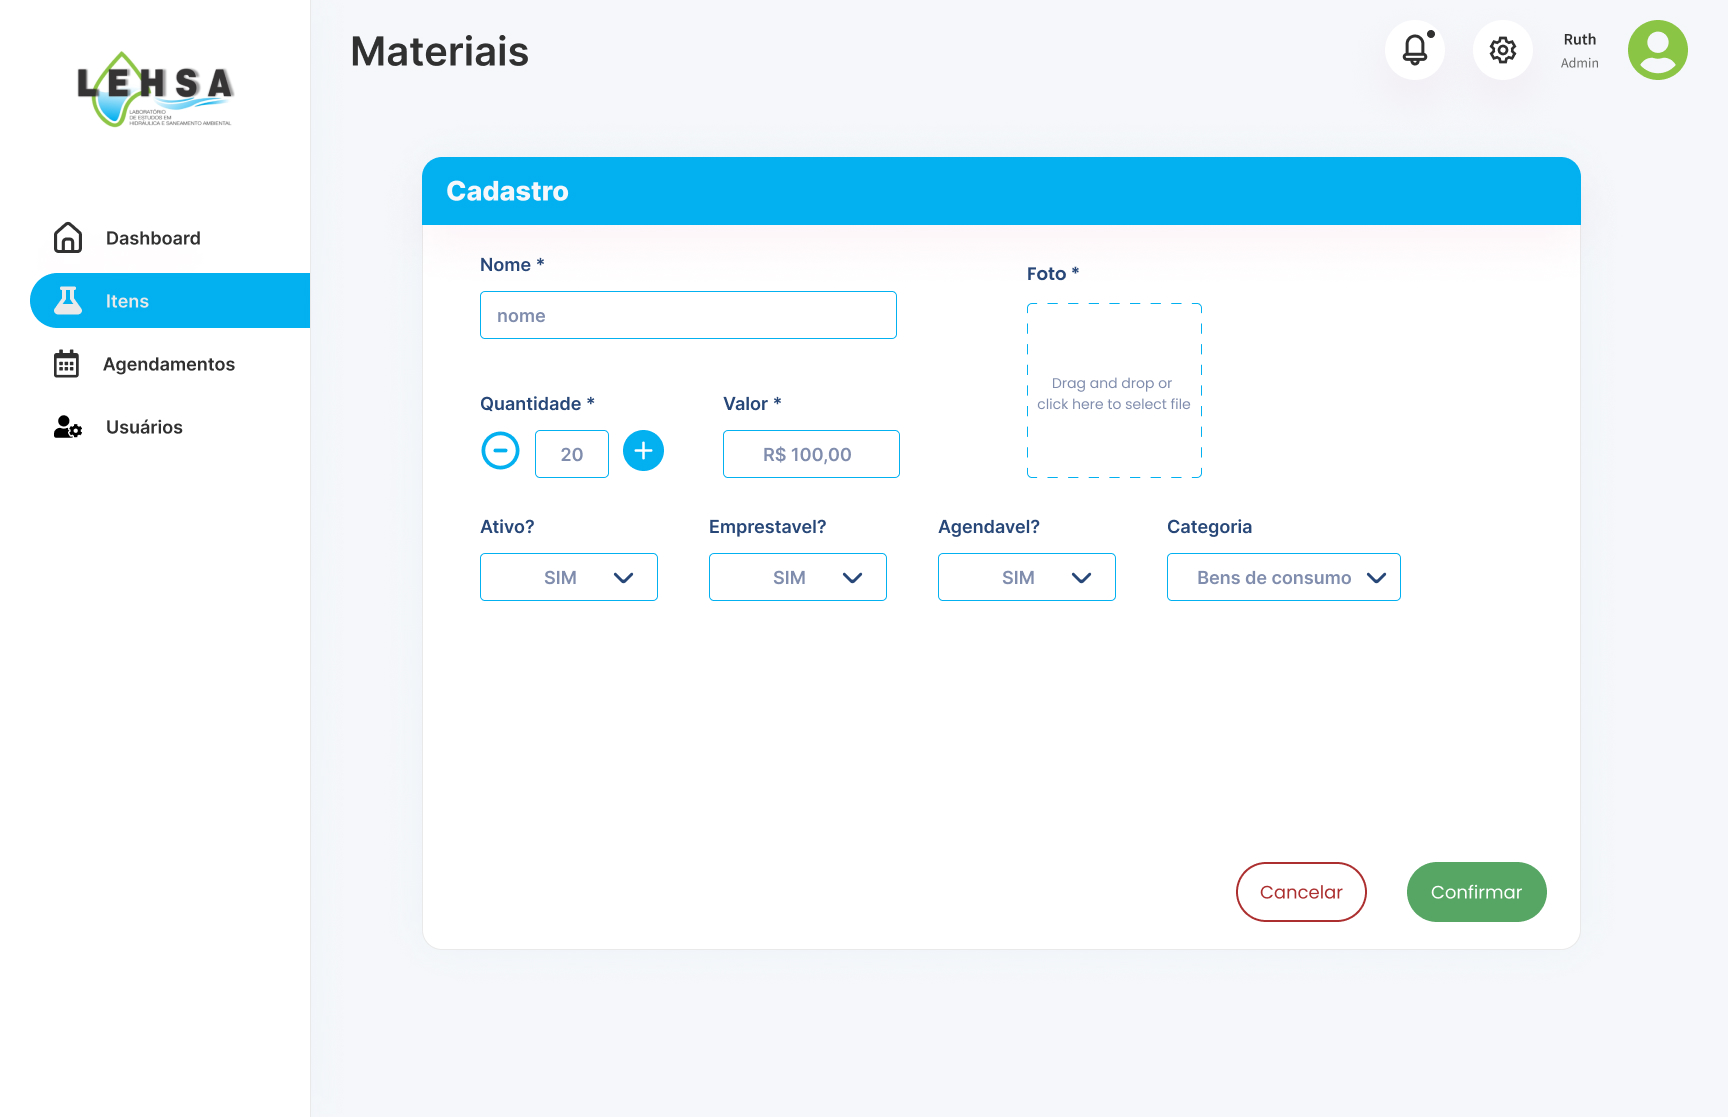 LEHSA
LABORATÓRIO
DE ESTUDOS EM
HIDRÁULICA E SANEAMENTO AMBIENTAL
Dashboard
Itens
Agendamentos
Usuários
Materiais
Ruth
Admin
Cadastro
Nome *
nome
Foto *
Drag and drop or
click here to select file
Quantidade *
20
Valor *
R$ 100,00
Ativo?
SIM
Emprestavel?
SIM
Agendavel?
SIM
Categoria
Bens de consumo
Cancelar
Confirmar